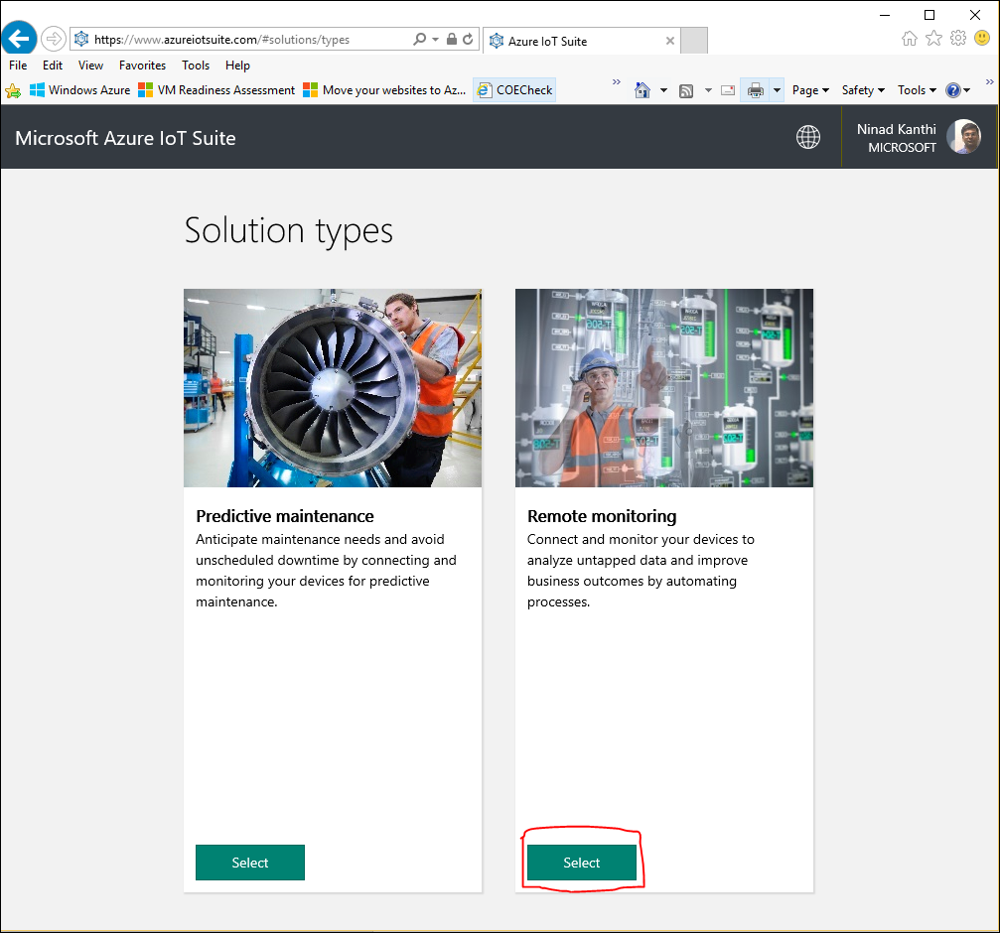 https://www.azureiotsuite.com/#solutions/types
Azure IoT Suite
File Edit View Favorites Tools Help
Windows Azure VM Readiness Assessment Move your websites to Az... COECheck
Page Safety Tools
Microsoft Azure IoT Suite
Ninad Kanthi
MICROSOFT
Solution types
Predictive maintenance
Anticipate maintenance needs and avoid
unscheduled downtime by connecting and
monitoring your devices for predictive
maintenance.
Select
Remote monitoring
Connect and monitor your devices to
analyze untapped data and improve
business outcomes by automating
processes.
Select